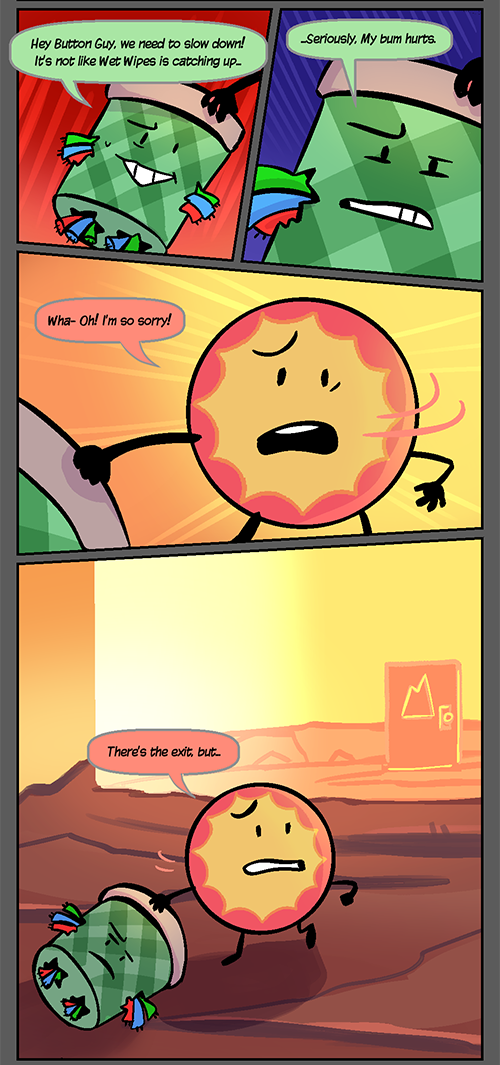 Hey Button Guy, we need to slow down!
It's not like Wet Wipes is catching up...
...Seriously. My bum hurts.
Wha- Oh! I'm so sorry!
There's the exit, but...